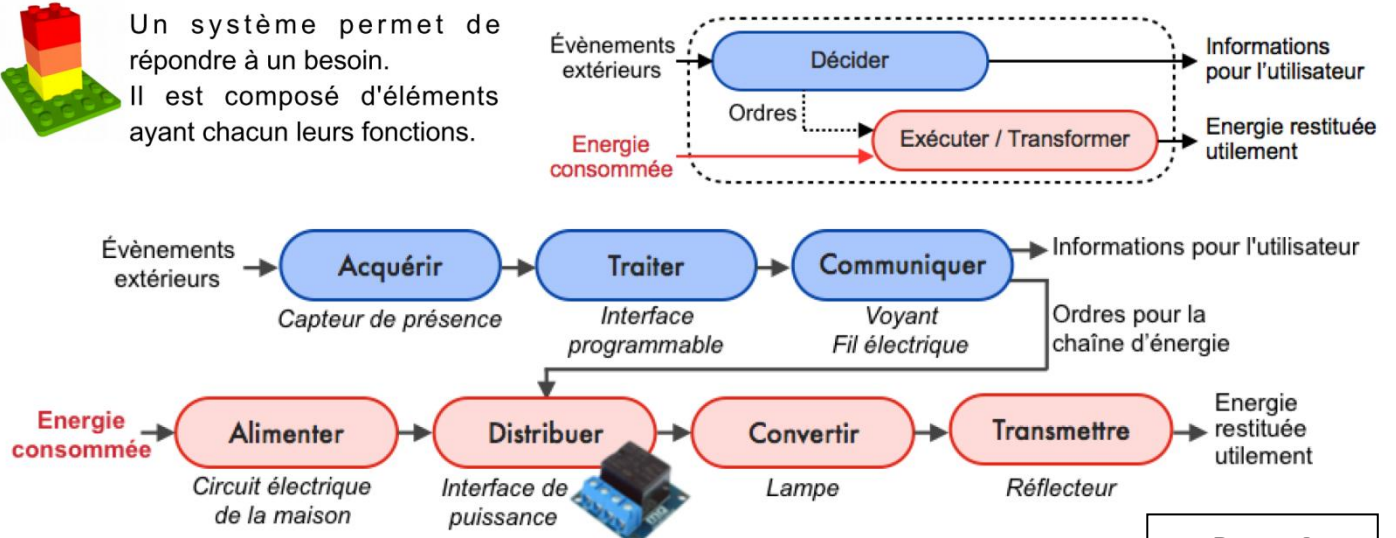 Un système permet de
répondre à un besoin.
Il est composé d'éléments
ayant chacun leurs fonctions.
Évènements
extérieurs
Décider
Informations
pour l'utilisateur
Ordres
Energie
consommée
Exécuter / Transformer
Energie restituée
utilement
Évènements
extérieurs
Acquérir
Traiter
Communiquer
Informations pour l'utilisateur
Capteur de présence
Interface
programmable
Voyant
Fil électrique
Ordres pour la
chaîne d'énergie
Energie
consommée
Alimenter
Distribuer
Convertir
Transmettre
Energie
restituée
utilement
Circuit électrique
de la maison
Interface de
puissance
Lampe
Réflecteur